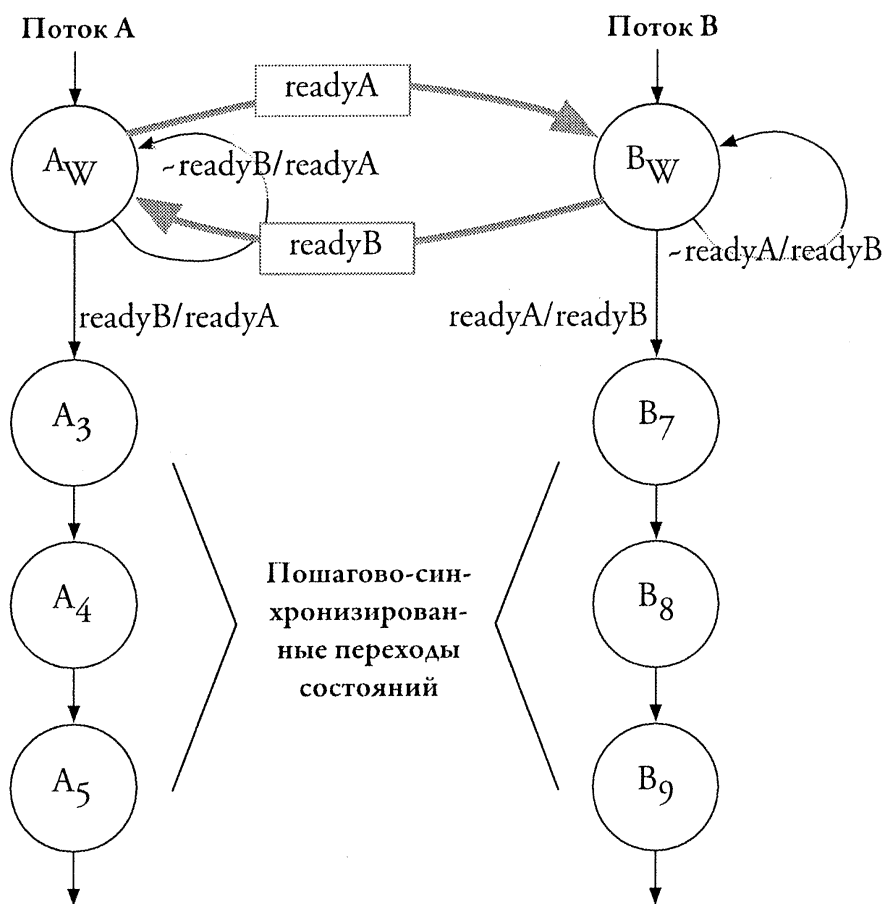 Поток A
Поток B
readyA
A_W
~readyB/readyA
B_W
readyB
~readyA/readyB
readyB/readyA
readyA/readyB
A_3
B_7
Пошагово-син-
хронизирован-
ные переходы
состояний
A_4
B_8
A_5
B_9